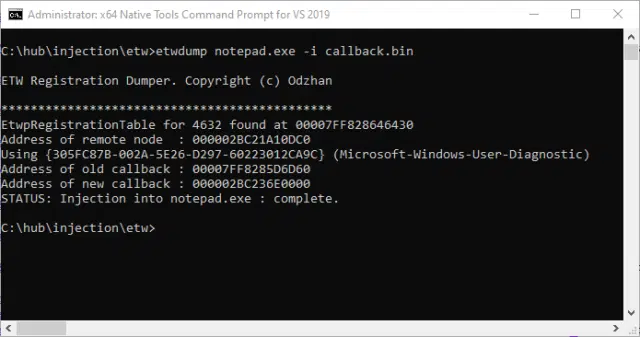 Administrator: x64 Native Tools Command Prompt for VS 2019
C:\hub\injection\etw>etwdump notepad.exe -i callback.bin
ETW Registration Dumper. Copyright (c) Odzhan
*********************************************
EtwpRegistrationTable for 4632 found at 00007FF828646430
Address of remote node  : 000002BC21A10DC0
Using {305FC87B-002A-5E26-D297-60223012CA9C} (Microsoft-Windows-User-Diagnostic)
Address of old callback : 00007FF8285D6D60
Address of new callback : 000002BC236E0000
STATUS: Injection into notepad.exe : complete.
C:\hub\injection\etw>